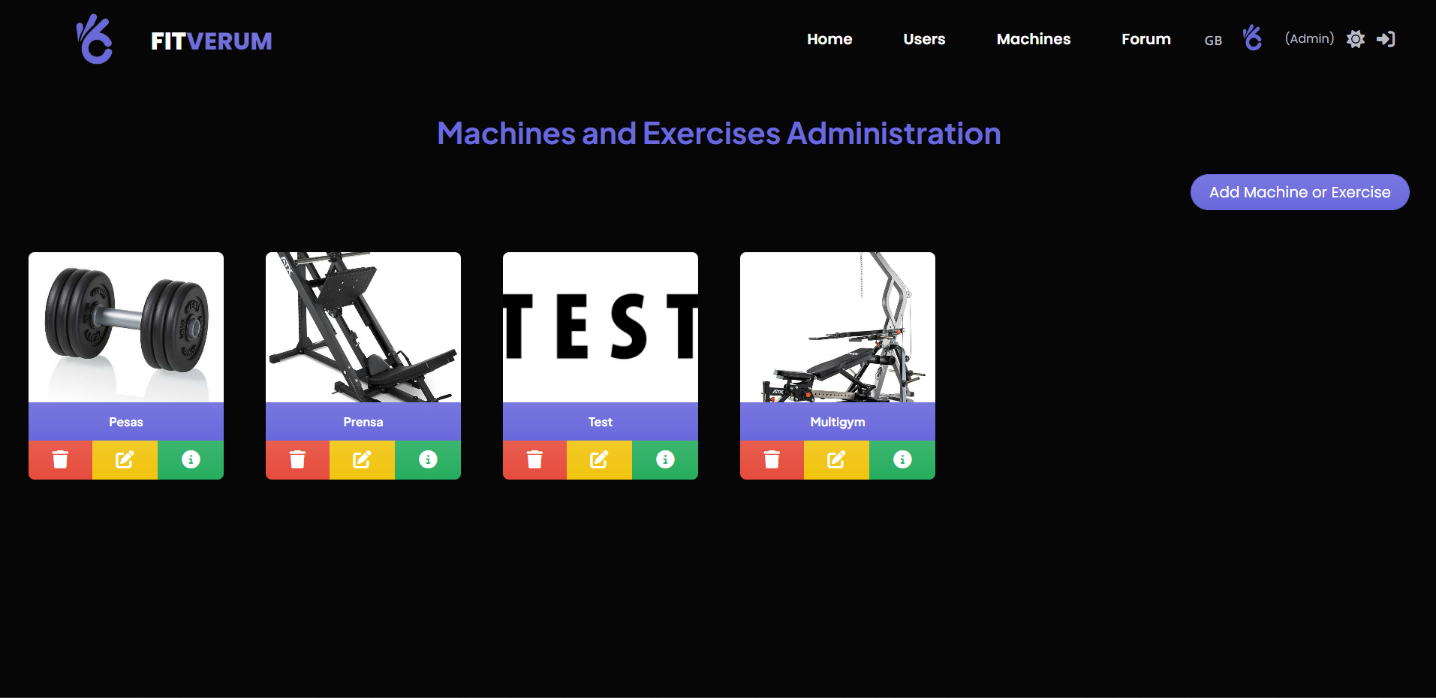 FITVERUM
Home Users Machines Forum GB (Admin)
Machines and Exercises Administration
Add Machine or Exercise
TEST
Pesas Prensa Test Multigym